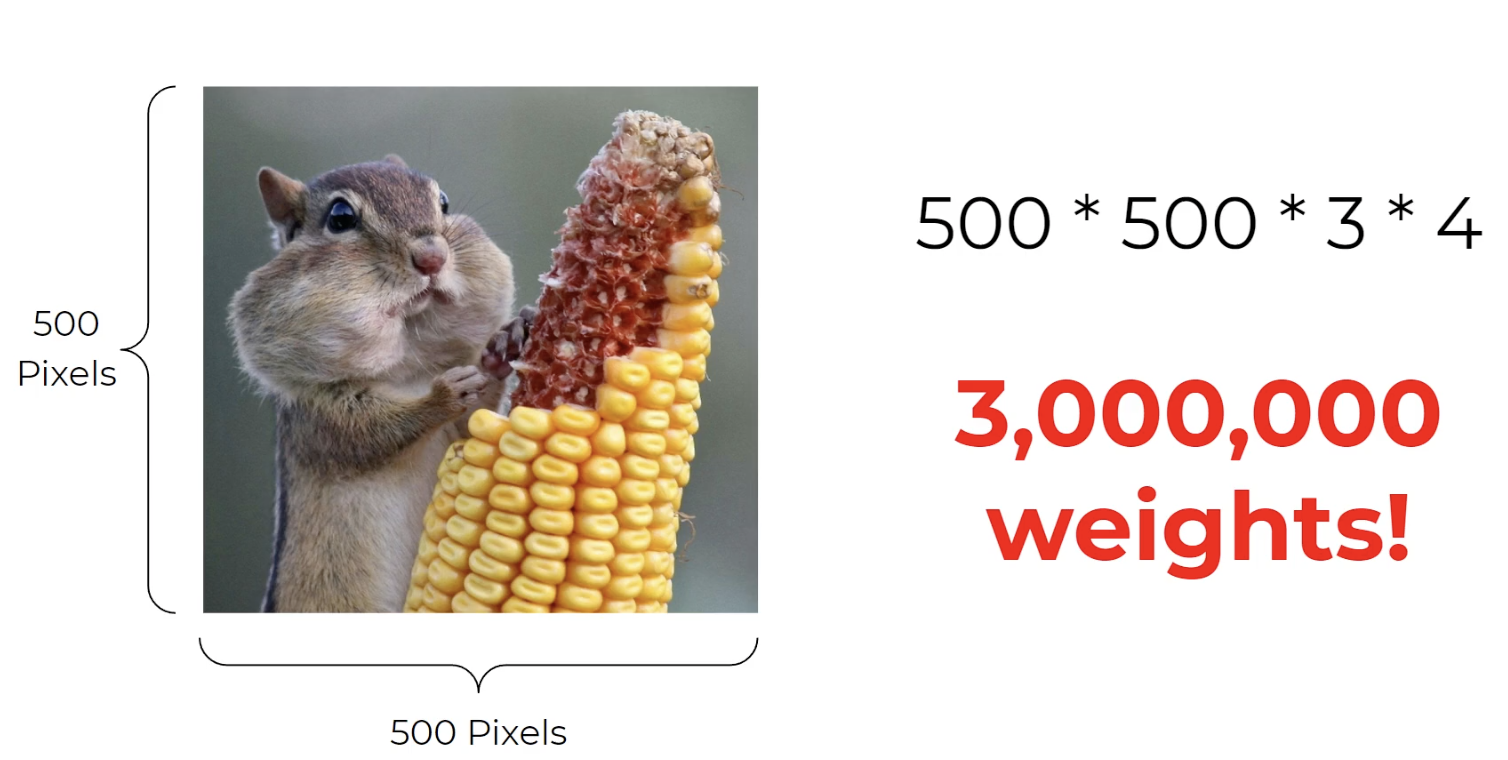 500
Pixels
500 Pixels
500 * 500 * 3 * 4
3,000,000
weights!